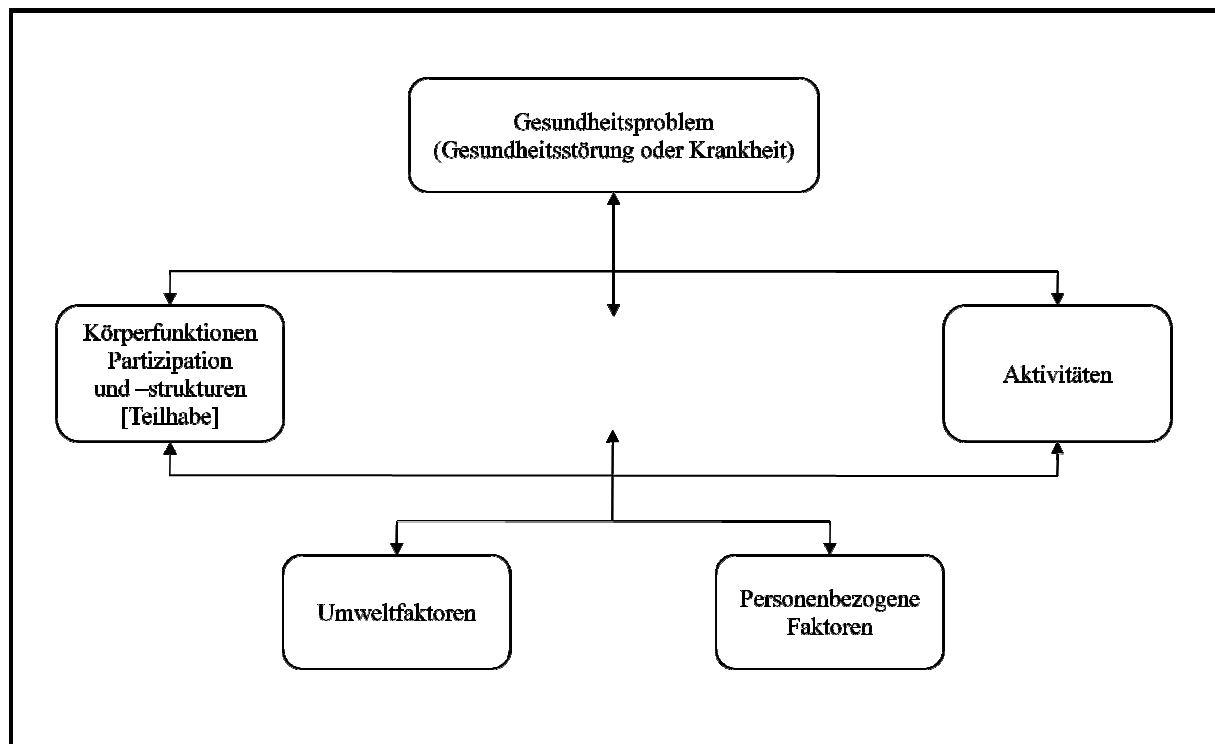 Gesundheitsproblem
(Gesundheitsstörung oder Krankheit)
Körperfunktionen
Partizipation
und –strukturen
[Teilhabe]
Aktivitäten
Umweltfaktoren
Personenbezogene
Faktoren